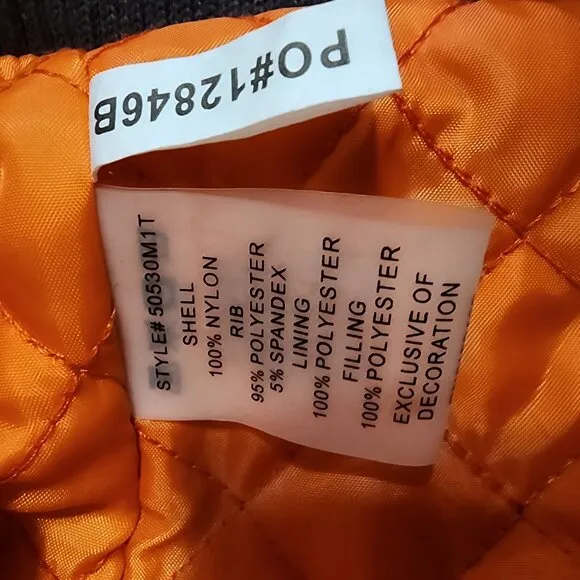 PO#12846B
STYLE# 50530M1T
SHELL
100% NYLON
RIB
95% POLYESTER
5% SPANDEX
LINING
100% POLYESTER
FILLING
100% POLYESTER
EXCLUSIVE OF
DECORATION